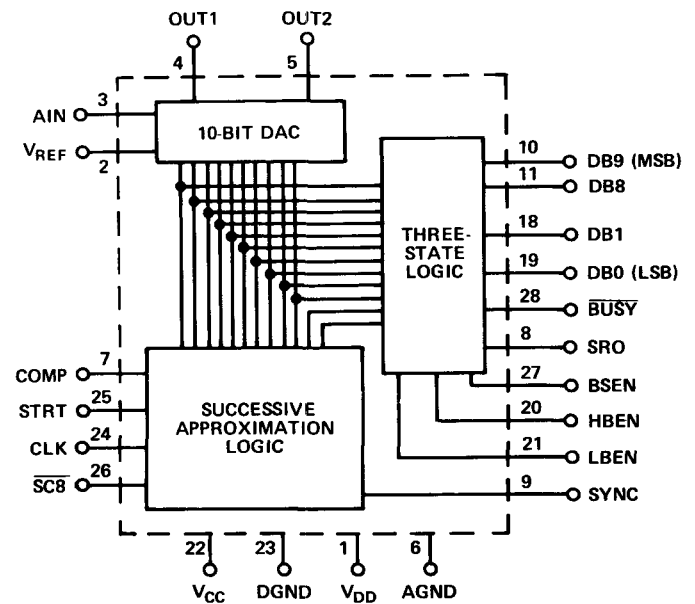 OUT1 OUT2
4 5
3
AIN
10-BIT DAC
VREF
2
10
DB9 (MSB)
11
DB8
18
DB1
THREE-
STATE
LOGIC
19
DB0 (LSB)
28
BUSY
8
SRO
7
COMP
27
BSEN
25
STRT
SUCCESSIVE
APPROXIMATION
LOGIC
20
HBEN
24
CLK
21
LBEN
26
SC8
9
SYNC
22 23 1 6
VCC DGND VDD AGND